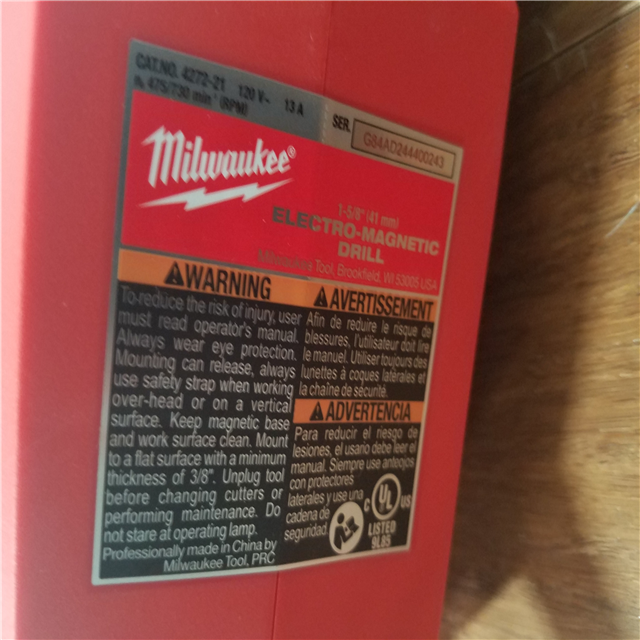 CAT.NO. 4272-21 120 V~ 13 A
n₀ 475/730 min⁻¹ (RPM)
SER. G84AD244400243
Milwaukee®
1-5/8" (41 mm)
ELECTRO-MAGNETIC
DRILL
Milwaukee Tool, Brookfield, WI 53005 USA
⚠WARNING
To reduce the risk of injury, user
must read operator's manual.
Always wear eye protection.
Mounting can release, always
use safety strap when working
over-head or on a vertical
surface. Keep magnetic base
and work surface clean. Mount
to a flat surface with a minimum
thickness of 3/8". Unplug tool
before changing cutters or
performing maintenance. Do
not stare at operating lamp.
Professionally made in China by
Milwaukee Tool, PRC
⚠AVERTISSEMENT
Afin de réduire le risque de
blessures, l'utilisateur doit lire
le manuel. Utiliser toujours des
lunettes à coques latérales et
la chaîne de sécurité.
⚠ADVERTENCIA
Para reducir el riesgo de
lesiones, el usario debe leer el
manual. Siempre use anteojos
con protectores
laterales y use una
cadena de
seguridad
C UL US
LISTED
9L85